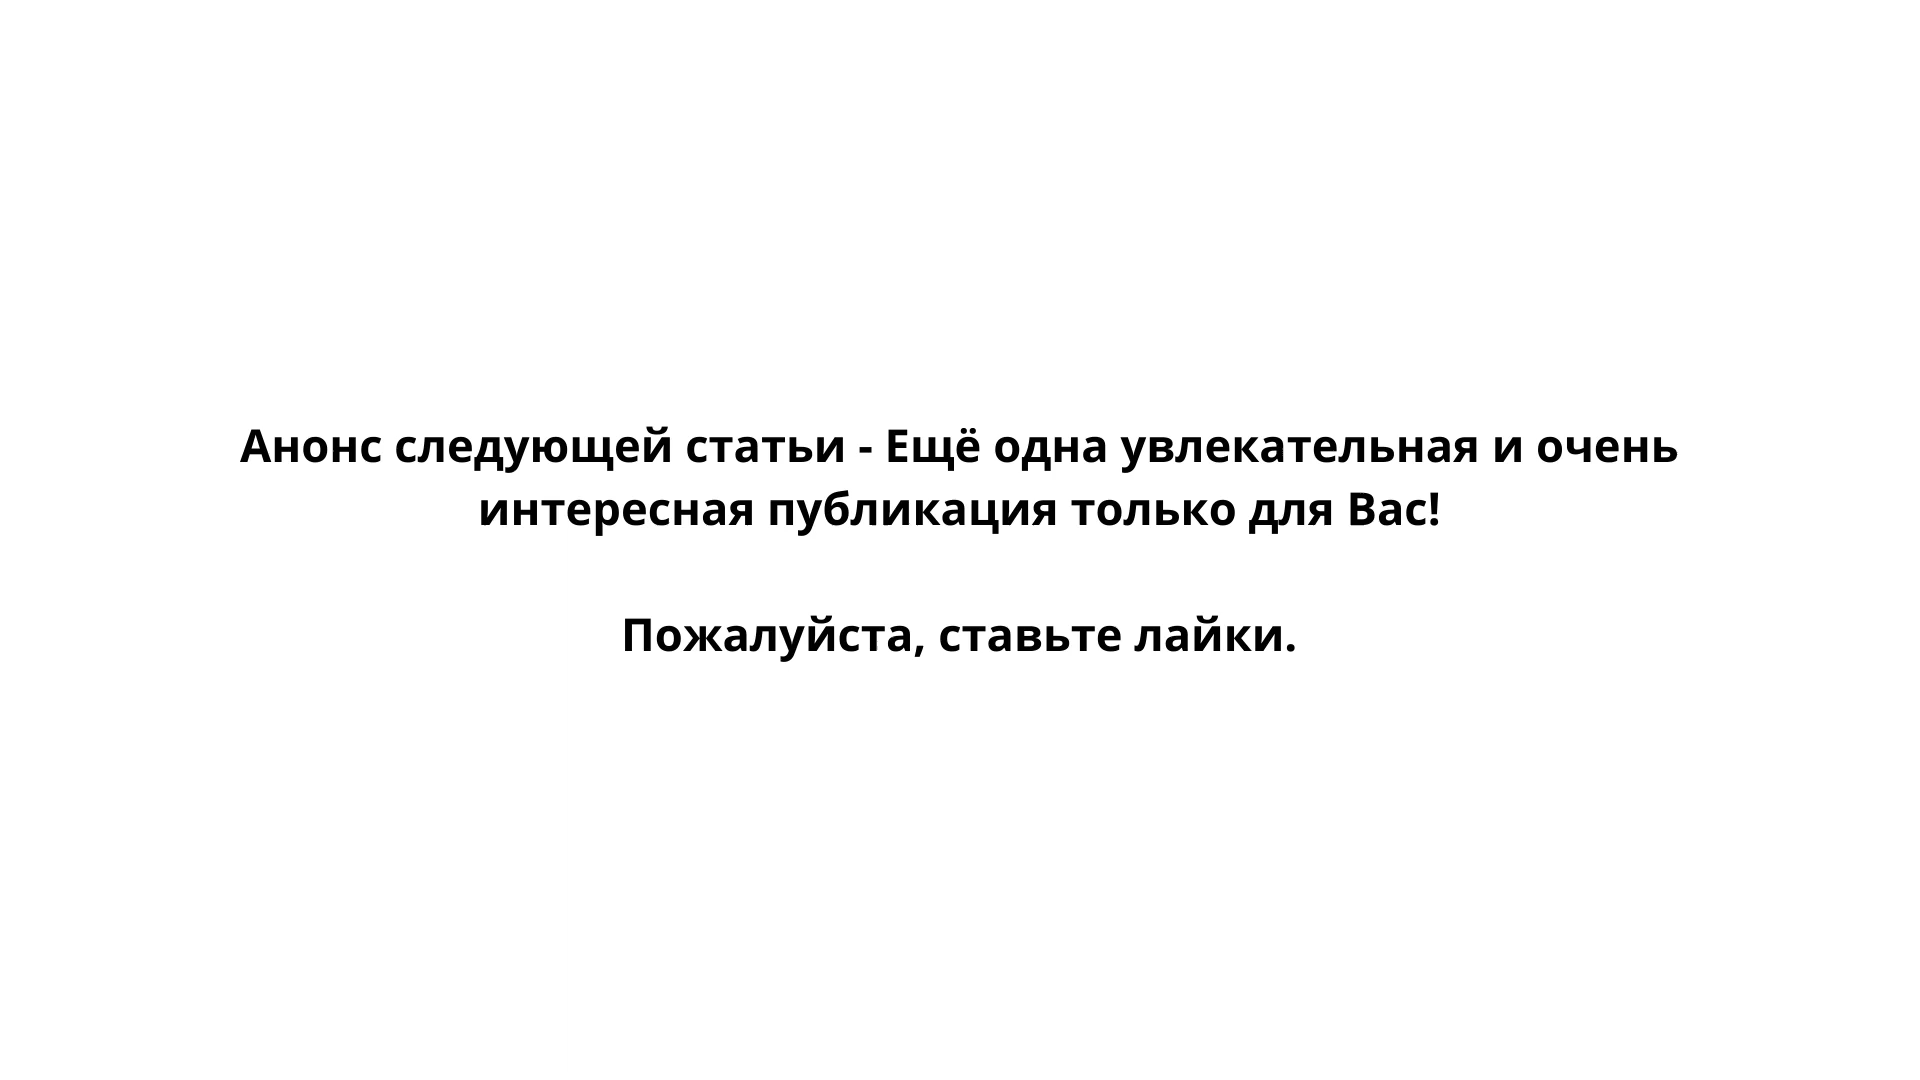 Анонс следующей статьи - Ещё одна увлекательная и очень
интересная публикация только для Вас!
Пожалуйста, ставьте лайки.